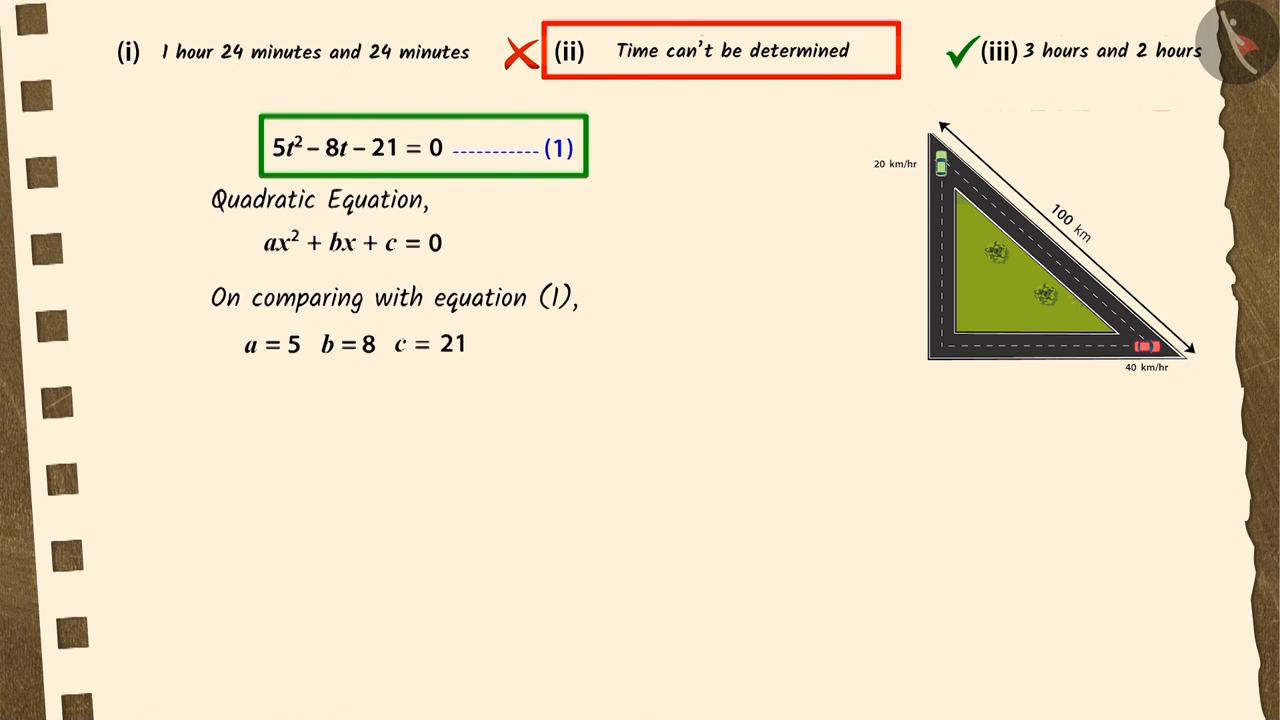 (i) 1 hour 24 minutes and 24 minutes (ii) Time can't be determined (iii) 3 hours and 2 hours
5t² – 8t – 21 = 0 ----------- (1)
Quadratic Equation,
ax² + bx + c = 0
On comparing with equation (1),
a = 5 b = 8 c = 21
20 km/hr
100 km
40 km/hr